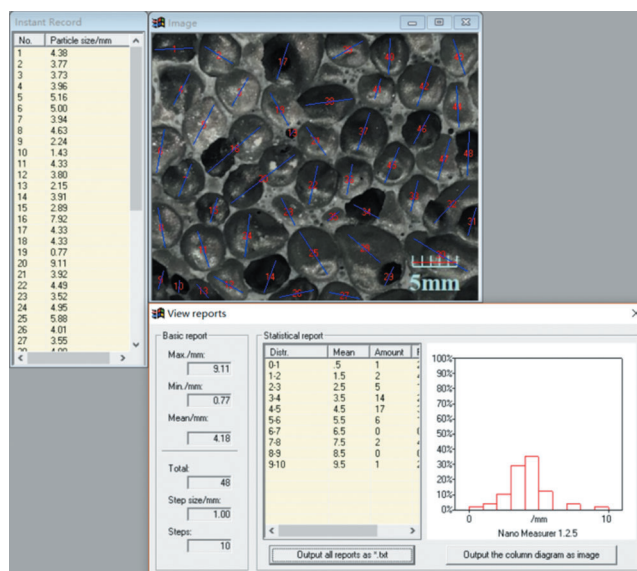 Instant Record
No. Particle size/mm
1 4.38
2 3.77
3 3.73
4 3.96
5 5.16
6 5.00
7 3.94
8 4.63
9 2.24
10 1.43
11 4.33
12 3.80
13 2.15
14 3.91
15 2.89
16 7.92
17 4.33
18 4.33
19 0.77
20 9.11
21 3.92
22 4.49
23 3.52
24 4.95
25 5.88
26 4.01
27 3.55
Image
17
38
37
46
48
34
31
10
14
5mm
View reports
Basic report
Max./mm:
9.11
Min./mm:
0.77
Mean/mm:
4.18
Total:
48
Step size/mm:
1.00
Steps:
10
Statistical report
Distr. Mean Amount
0-1 .5 1
1-2 1.5 2
2-3 2.5 5
3-4 3.5 14
4-5 4.5 17
5-6 5.5 6
6-7 6.5 0
7-8 7.5 2
8-9 8.5 0
9-10 9.5 1
Output all reports as *.txt
100%
90%
80%
70%
60%
50%
40%
30%
20%
10%
0%
0 /mm 10
Nano Measurer 1.2.5
Output the column diagram as image